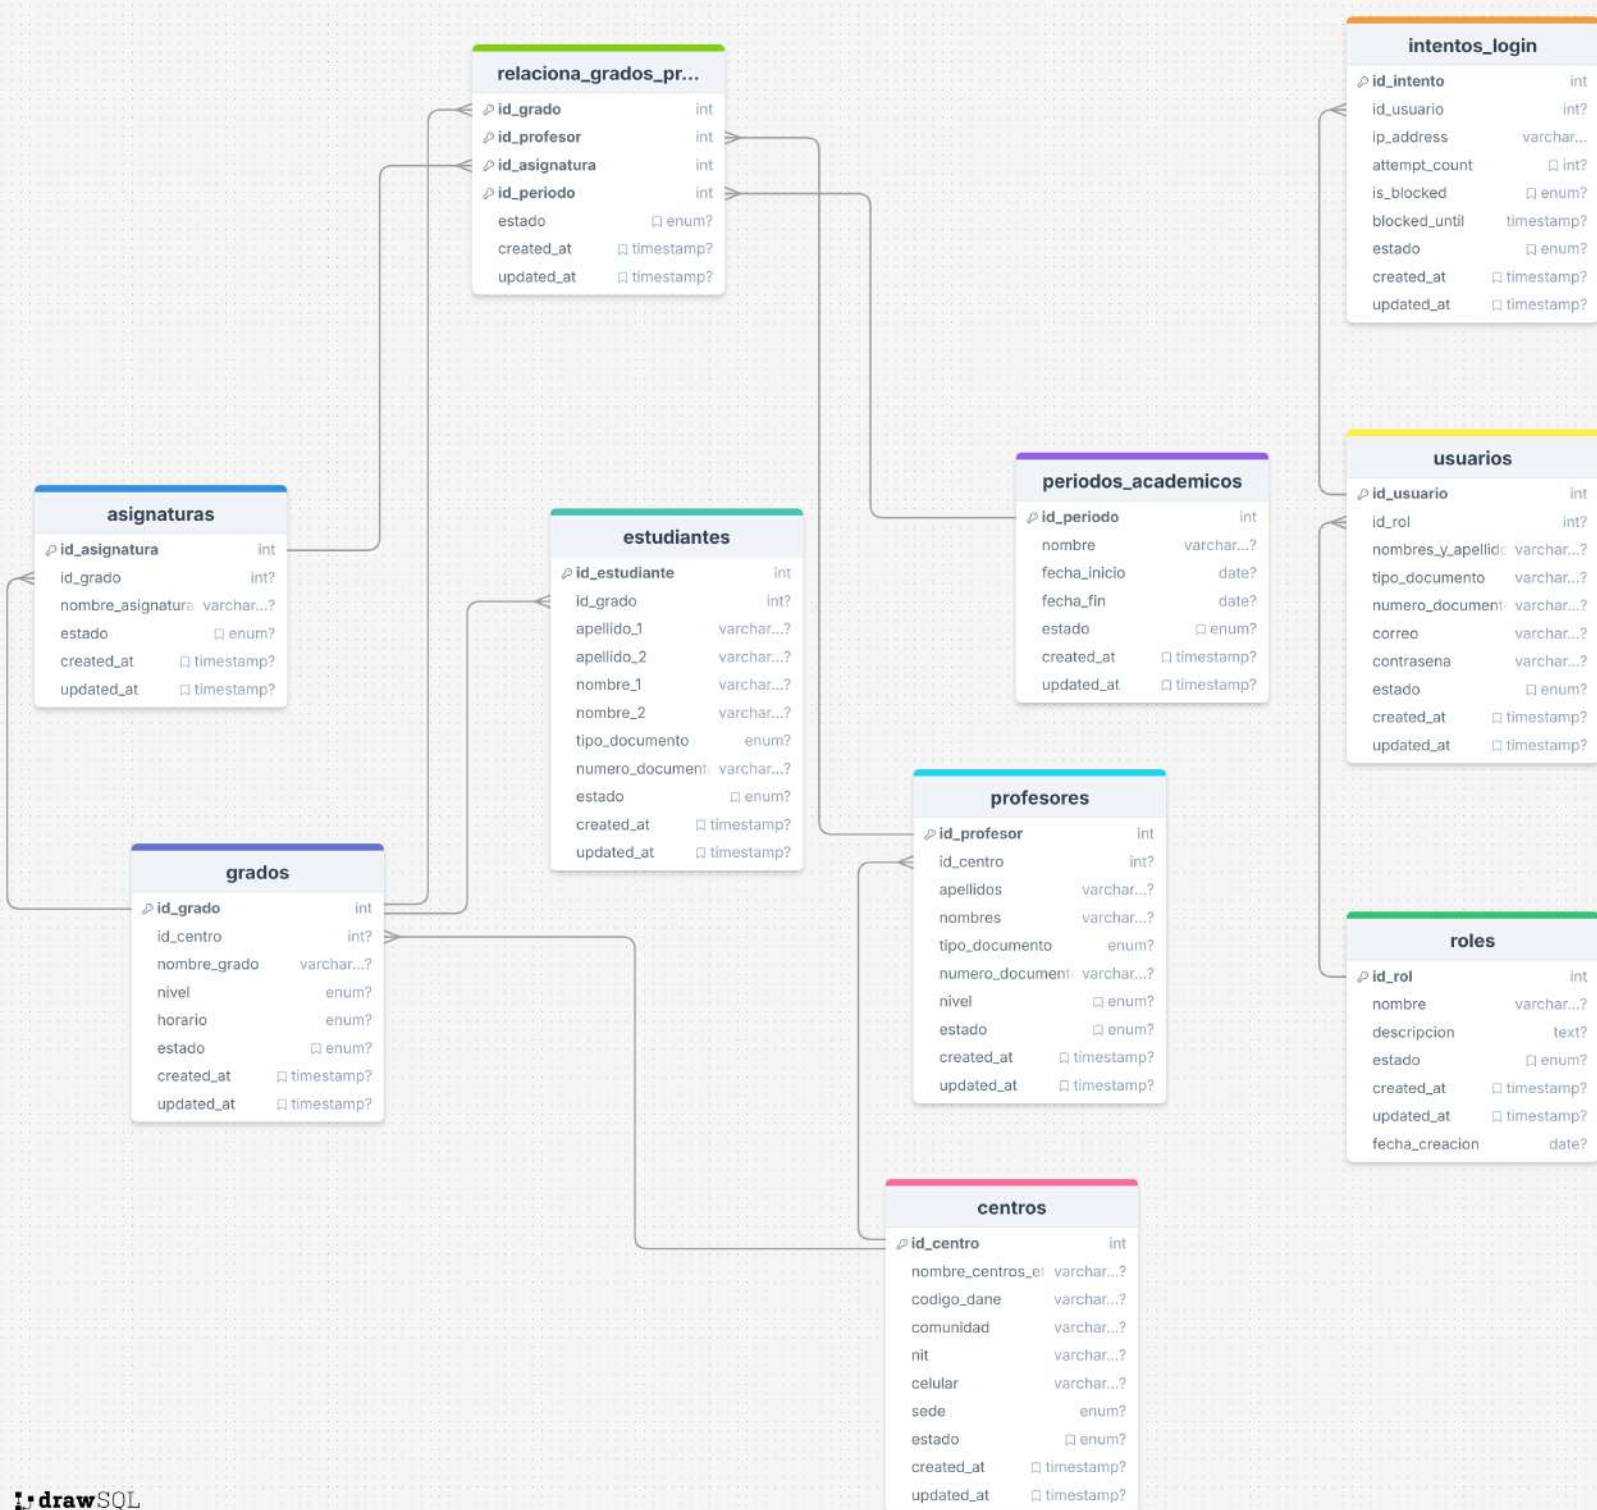 relaciona_grados_pr...
id_grado int
id_profesor int
id_asignatura int
id_periodo int
estado enum?
created_at timestamp?
updated_at timestamp?
intentos_login
id_intento int
id_usuario int?
ip_address varchar...
attempt_count int?
is_blocked enum?
blocked_until timestamp?
estado enum?
created_at timestamp?
updated_at timestamp?
asignaturas
id_asignatura int
id_grado int?
nombre_asignatura varchar...?
estado enum?
created_at timestamp?
updated_at timestamp?
estudiantes
id_estudiante int
id_grado int?
apellido_1 varchar...?
apellido_2 varchar...?
nombre_1 varchar...?
nombre_2 varchar...?
tipo_documento enum?
numero_document varchar...?
estado enum?
created_at timestamp?
updated_at timestamp?
periodos_academicos
id_periodo int
nombre varchar...?
fecha_inicio date?
fecha_fin date?
estado enum?
created_at timestamp?
updated_at timestamp?
usuarios
id_usuario int
id_rol int?
nombres_y_apellid varchar...?
tipo_documento varchar...?
numero_document varchar...?
correo varchar...?
contrasena varchar...?
estado enum?
created_at timestamp?
updated_at timestamp?
grados
id_grado int
id_centro int?
nombre_grado varchar...?
nivel enum?
horario enum?
estado enum?
created_at timestamp?
updated_at timestamp?
profesores
id_profesor int
id_centro int?
apellidos varchar...?
nombres varchar...?
tipo_documento enum?
numero_document varchar...?
nivel enum?
estado enum?
created_at timestamp?
updated_at timestamp?
roles
id_rol int
nombre varchar...?
descripcion text?
estado enum?
created_at timestamp?
updated_at timestamp?
fecha_creacion date?
centros
id_centro int
nombre_centros_et varchar...?
codigo_dane varchar...?
comunidad varchar...?
nit varchar...?
celular varchar...?
sede enum?
estado enum?
created_at timestamp?
updated_at timestamp?
drawSQL